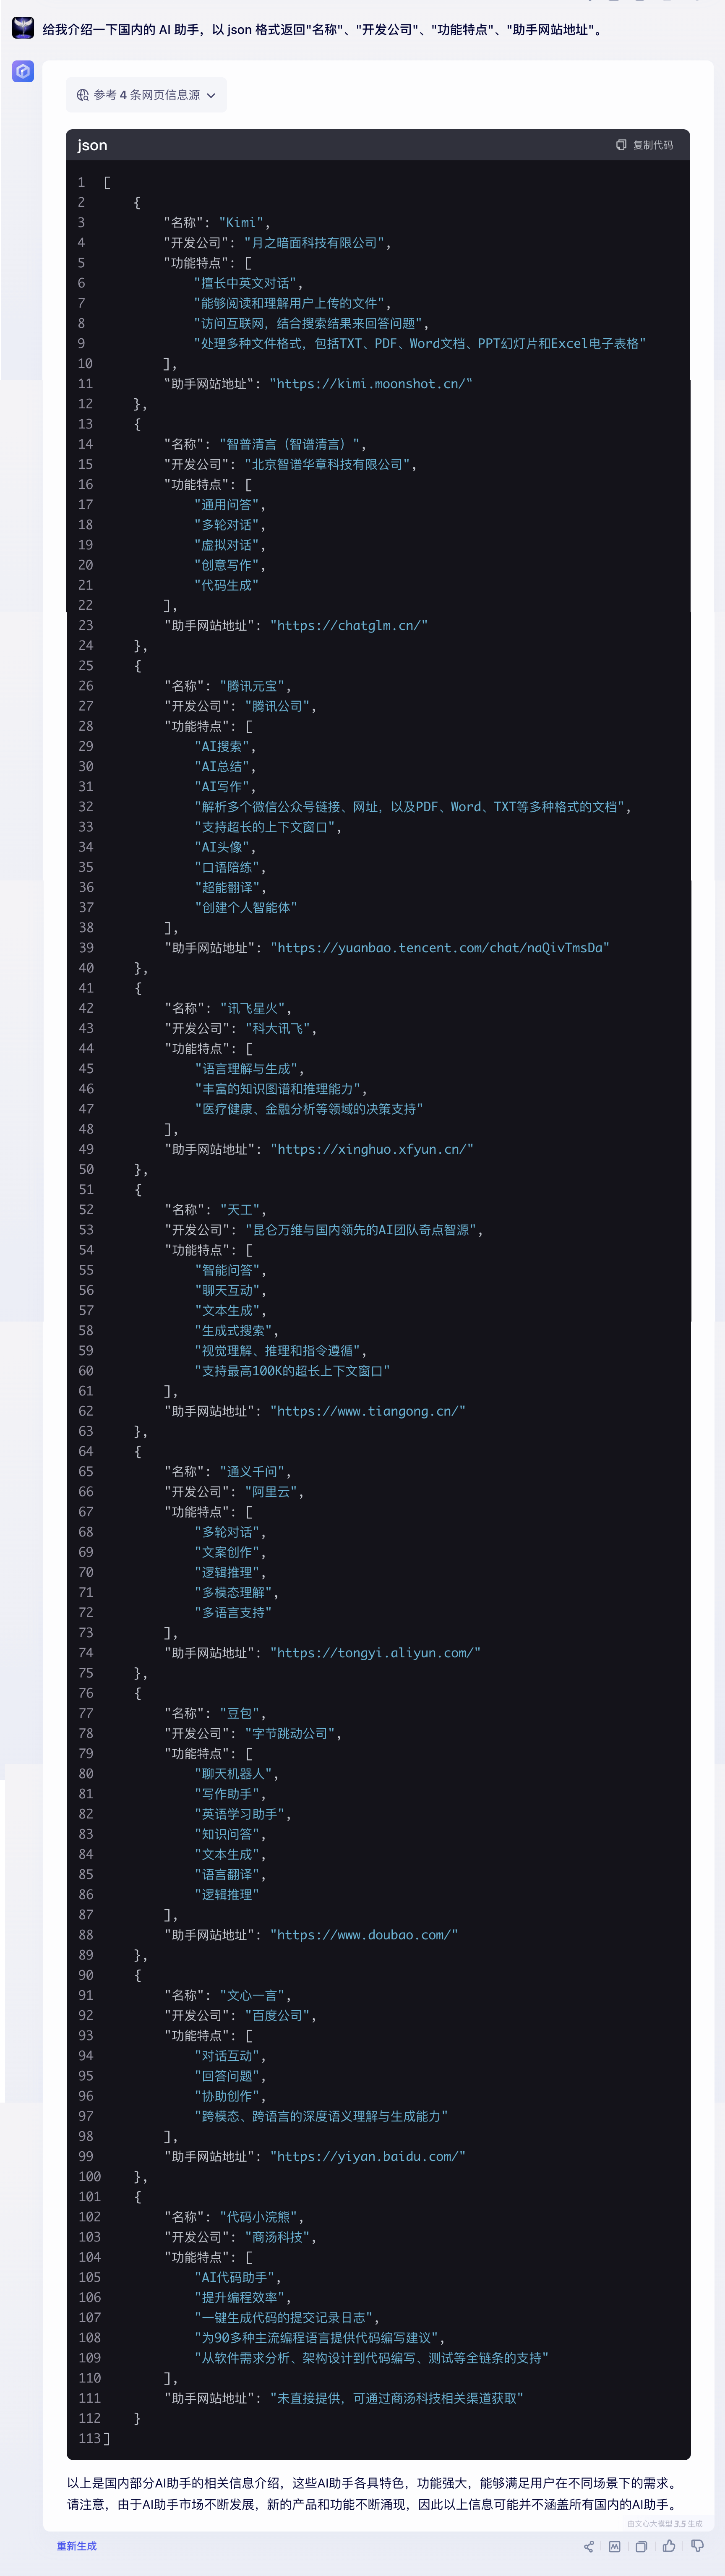 给我介绍一下国内的 AI 助手，以 json 格式返回"名称"、"开发公司"、"功能特点"、"助手网站地址"。
参考 4 条网页信息源
json 复制代码
1 [
2 {
3 "名称": "Kimi",
4 "开发公司": "月之暗面科技有限公司",
5 "功能特点": [
6 "擅长中英文对话",
7 "能够阅读和理解用户上传的文件",
8 "访问互联网，结合搜索结果来回答问题",
9 "处理多种文件格式，包括TXT、PDF、Word文档、PPT幻灯片和Excel电子表格"
10 ],
11 "助手网站地址": "https://kimi.moonshot.cn/"
12 },
13 {
14 "名称": "智普清言（智谱清言）",
15 "开发公司": "北京智谱华章科技有限公司",
16 "功能特点": [
17 "通用问答",
18 "多轮对话",
19 "虚拟对话",
20 "创意写作",
21 "代码生成"
22 ],
23 "助手网站地址": "https://chatglm.cn/"
24 },
25 {
26 "名称": "腾讯元宝",
27 "开发公司": "腾讯公司",
28 "功能特点": [
29 "AI搜索",
30 "AI总结",
31 "AI写作",
32 "解析多个微信公众号链接、网址，以及PDF、Word、TXT等多种格式的文档",
33 "支持超长的上下文窗口",
34 "AI头像",
35 "口语陪练",
36 "超能翻译",
37 "创建个人智能体"
38 ],
39 "助手网站地址": "https://yuanbao.tencent.com/chat/naQivTmsDa"
40 },
41 {
42 "名称": "讯飞星火",
43 "开发公司": "科大讯飞",
44 "功能特点": [
45 "语言理解与生成",
46 "丰富的知识图谱和推理能力",
47 "医疗健康、金融分析等领域的决策支持"
48 ],
49 "助手网站地址": "https://xinghuo.xfyun.cn/"
50 },
51 {
52 "名称": "天工",
53 "开发公司": "昆仑万维与国内领先的AI团队奇点智源",
54 "功能特点": [
55 "智能问答",
56 "聊天互动",
57 "文本生成",
58 "生成式搜索",
59 "视觉理解、推理和指令遵循",
60 "支持最高100K的超长上下文窗口"
61 ],
62 "助手网站地址": "https://www.tiangong.cn/"
63 },
64 {
65 "名称": "通义千问",
66 "开发公司": "阿里云",
67 "功能特点": [
68 "多轮对话",
69 "文案创作",
70 "逻辑推理",
71 "多模态理解",
72 "多语言支持"
73 ],
74 "助手网站地址": "https://tongyi.aliyun.com/"
75 },
76 {
77 "名称": "豆包",
78 "开发公司": "字节跳动公司",
79 "功能特点": [
80 "聊天机器人",
81 "写作助手",
82 "英语学习助手",
83 "知识问答",
84 "文本生成",
85 "语言翻译",
86 "逻辑推理"
87 ],
88 "助手网站地址": "https://www.doubao.com/"
89 },
90 {
91 "名称": "文心一言",
92 "开发公司": "百度公司",
93 "功能特点": [
94 "对话互动",
95 "回答问题",
96 "协助创作",
97 "跨模态、跨语言的深度语义理解与生成能力"
98 ],
99 "助手网站地址": "https://yiyan.baidu.com/"
100 },
101 {
102 "名称": "代码小浣熊",
103 "开发公司": "商汤科技",
104 "功能特点": [
105 "AI代码助手",
106 "提升编程效率",
107 "一键生成代码的提交记录日志",
108 "为90多种主流编程语言提供代码编写建议",
109 "从软件需求分析、架构设计到代码编写、测试等全链条的支持"
110 ],
111 "助手网站地址": "未直接提供，可通过商汤科技相关渠道获取"
112 }
113 ]
以上是国内部分AI助手的相关信息介绍，这些AI助手各具特色，功能强大，能够满足用户在不同场景下的需求。
请注意，由于AI助手市场不断发展，新的产品和功能不断涌现，因此以上信息可能并不涵盖所有国内的AI助手。
由文心大模型 3.5 生成
重新生成